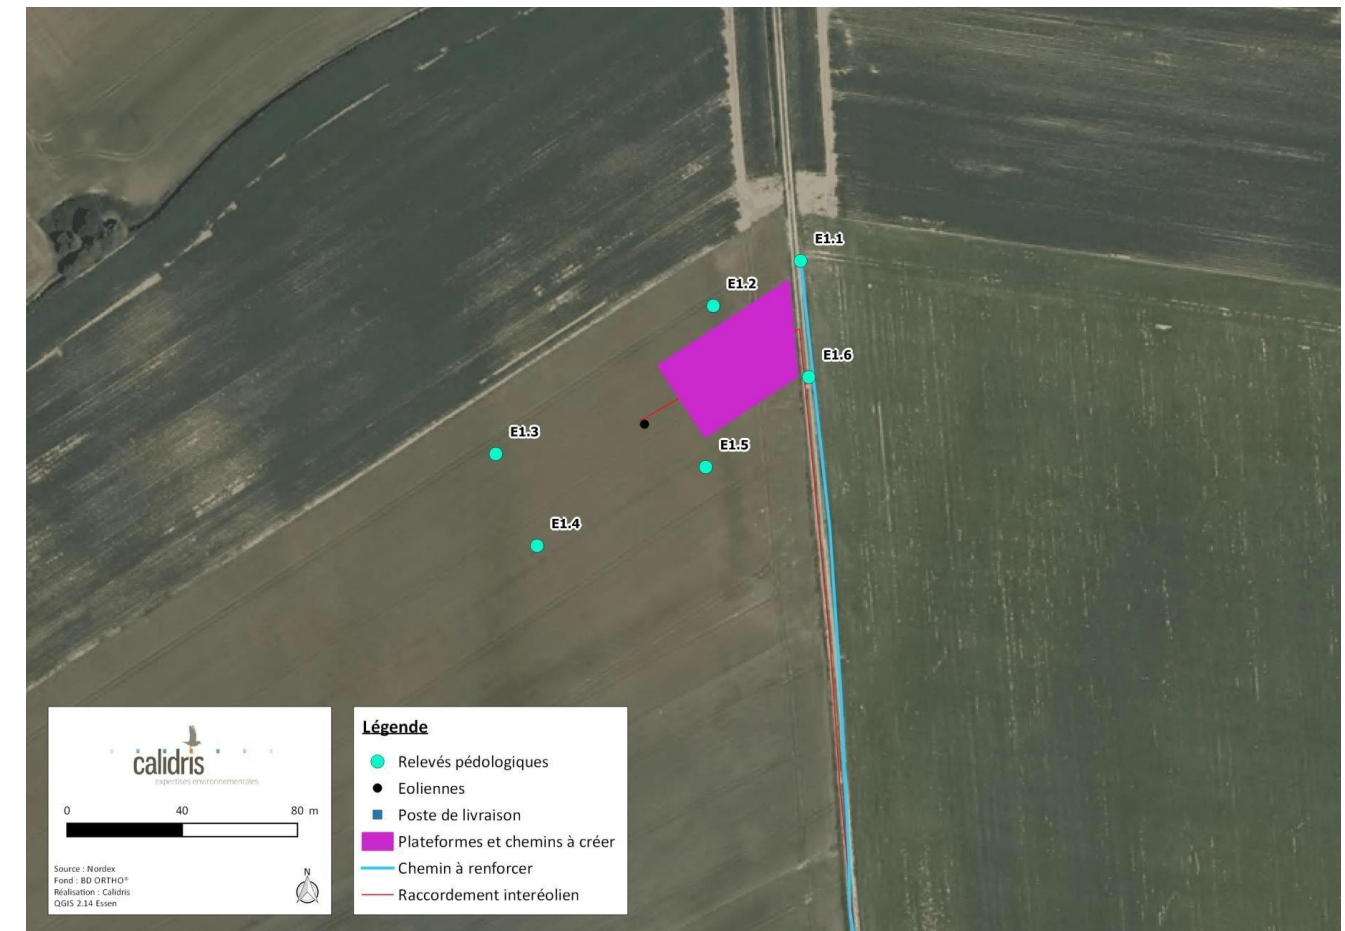 E1.1
E1.2
E1.6
E1.3
E1.5
E1.4
calidris
expertises environnementales
0 40 80 m
Source : Nordex
Fond : BD ORTHO®
Réalisation : Calidris
QGIS 2.14 Essen
N
Légende
Relevés pédologiques
Eoliennes
Poste de livraison
Plateformes et chemins à créer
Chemin à renforcer
Raccordement interéolien